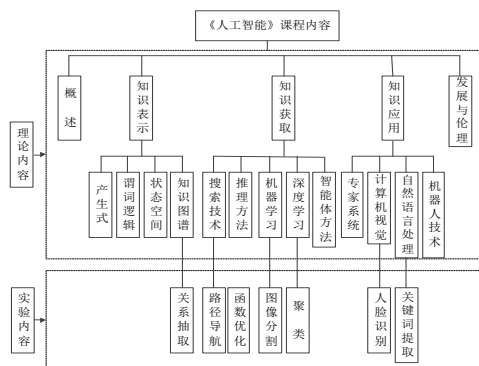 《人工智能》课程内容
概述
知识表示
知识获取
知识应用
发展与伦理
理论内容
产生式
谓词逻辑
状态空间
知识图谱
搜索技术
推理方法
机器学习
深度学习
智能体方法
专家系统
计算机视觉
自然语言处理
机器人技术
实验内容
关系抽取
路径导航
函数优化
图像分割
聚类
人脸识别
关键词提取